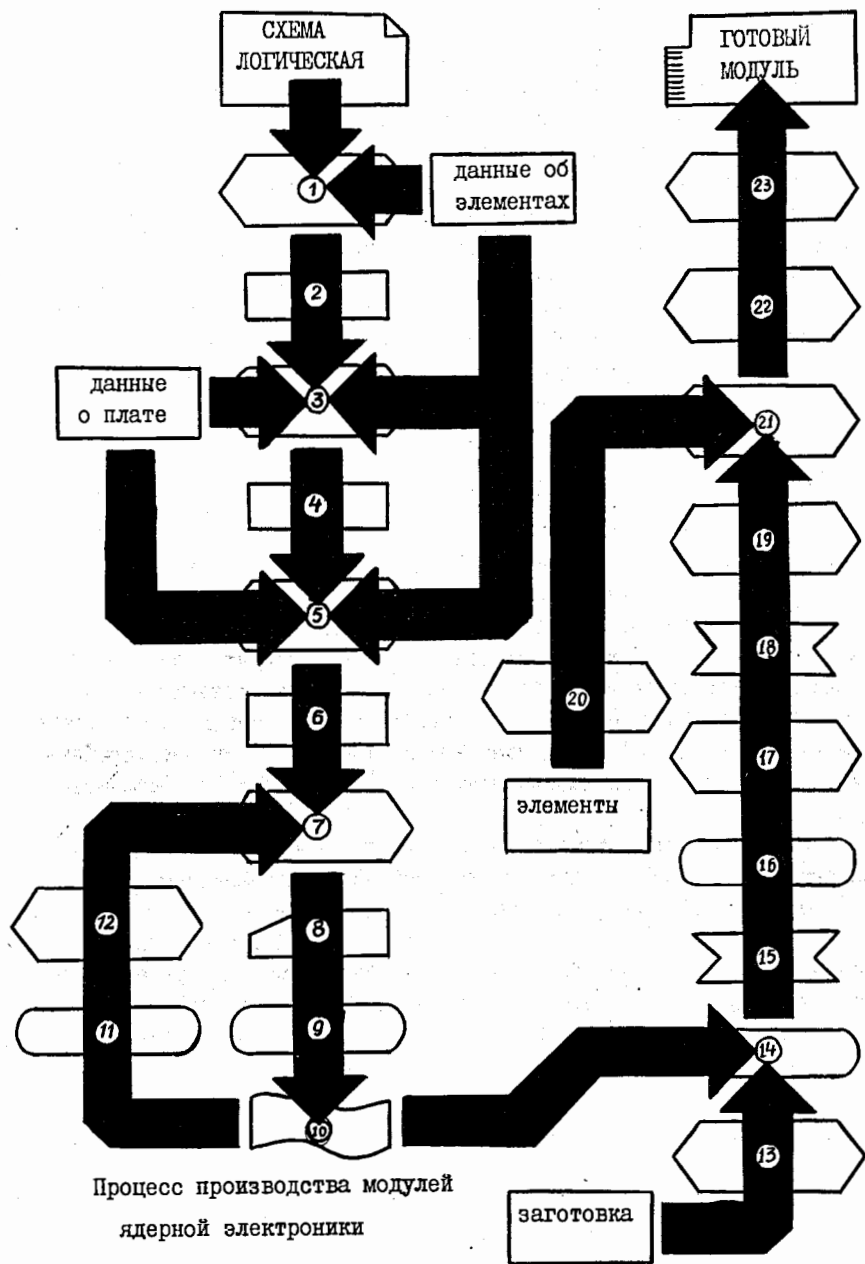 СХЕМА
ЛОГИЧЕСКАЯ
ГОТОВЫЙ
МОДУЛЬ
1
данные об
элементах
23
2
22
данные
о плате
3
21
4
19
5
18
6
20
17
элементы
7
16
12
8
15
11
9
14
10
13
Процесс производства модулей
ядерной электроники
заготовка